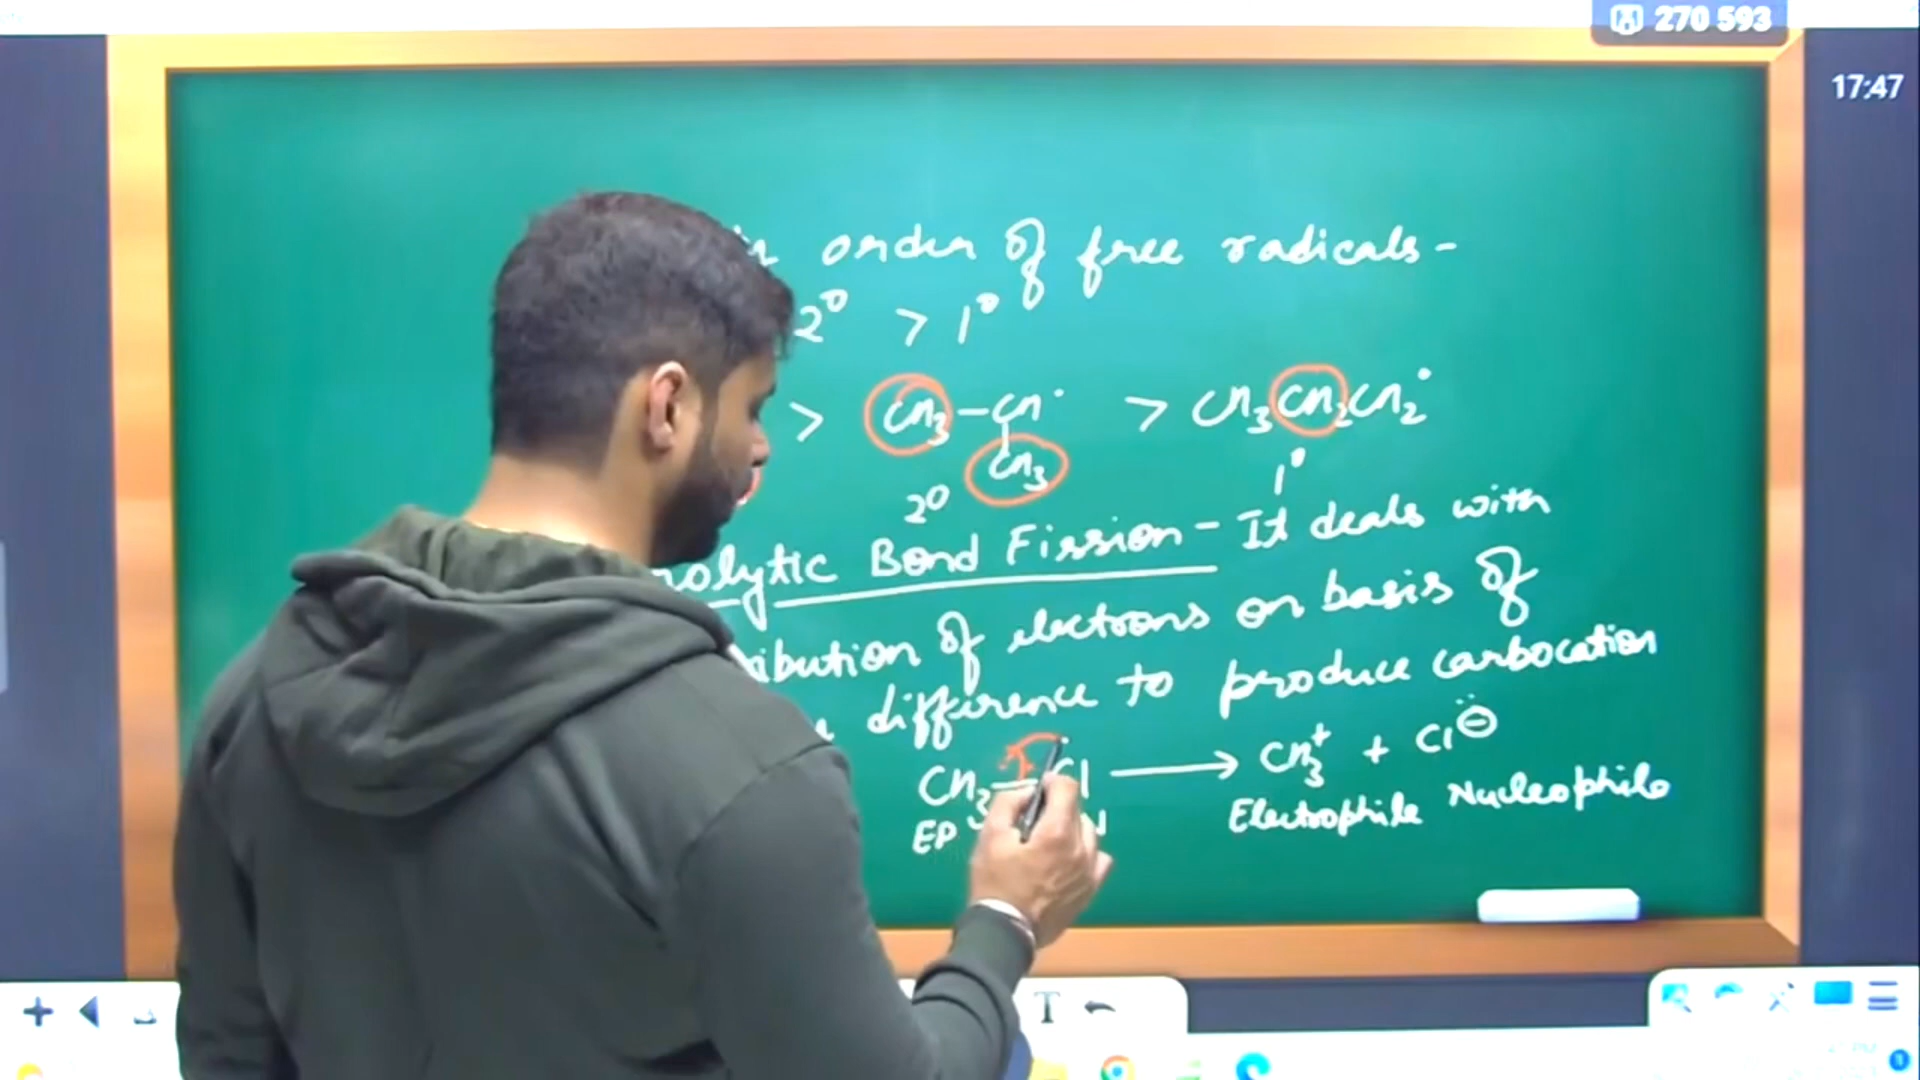 270 593
17:47
order of free radicals -
2° > 1°
> CH3 - CH• > CH3CH2CH2•
CH3
2° 1°
Bond Fission - It deals with
of electrons on basis of
difference to produce carbocation
CH3 - Cl → CH3+ + Cl⊖
EP Electrophile Nucleophile
T